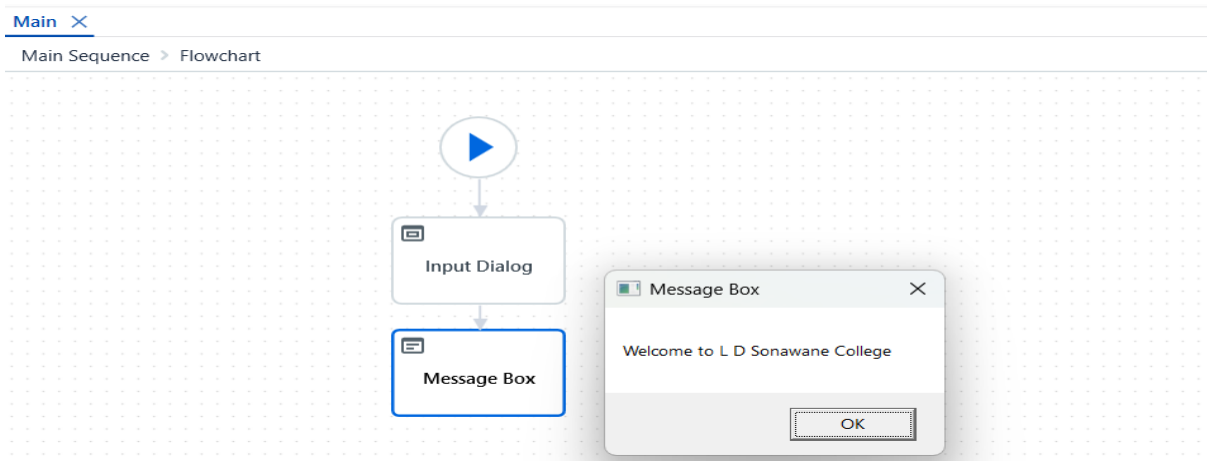 Main
Main Sequence > Flowchart
Input Dialog
Message Box
Message Box
Welcome to L D Sonawane College
OK